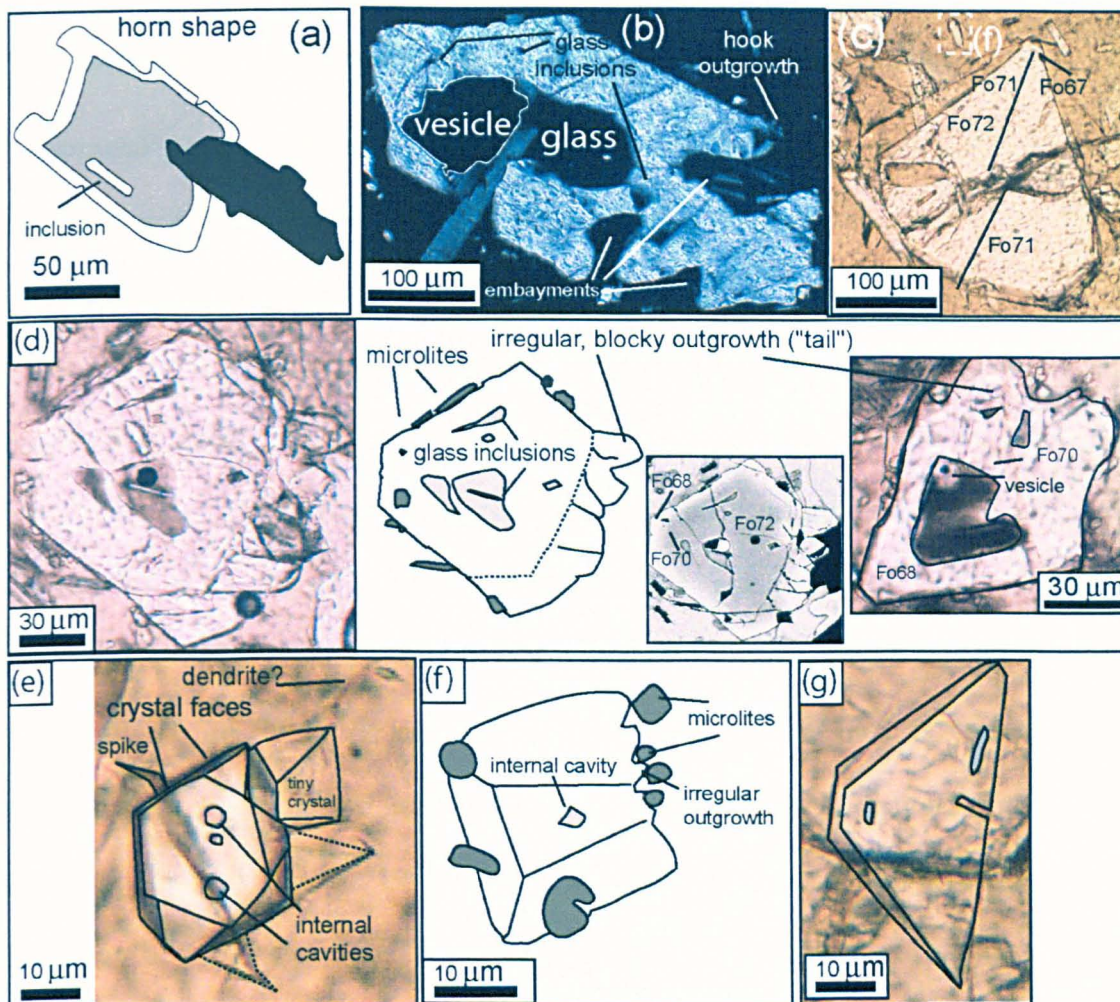 horn shape
(a)
inclusion
50 μm
(b)
glass
inclusions
hook
outgrowth
vesicle
glass
embayments
100 μm
(c)
(f)
Fo71
Fo67
Fo72
Fo71
100 μm
(d)
30 μm
microlites
irregular, blocky outgrowth ("tail")
glass inclusions
Fo68
Fo72
Fo70
Fo70
vesicle
Fo68
30 μm
(e)
dendrite?
crystal faces
spike
tiny
crystal
internal
cavities
10 μm
(f)
microlites
internal cavity
irregular
outgrowth
10 μm
(g)
10 μm